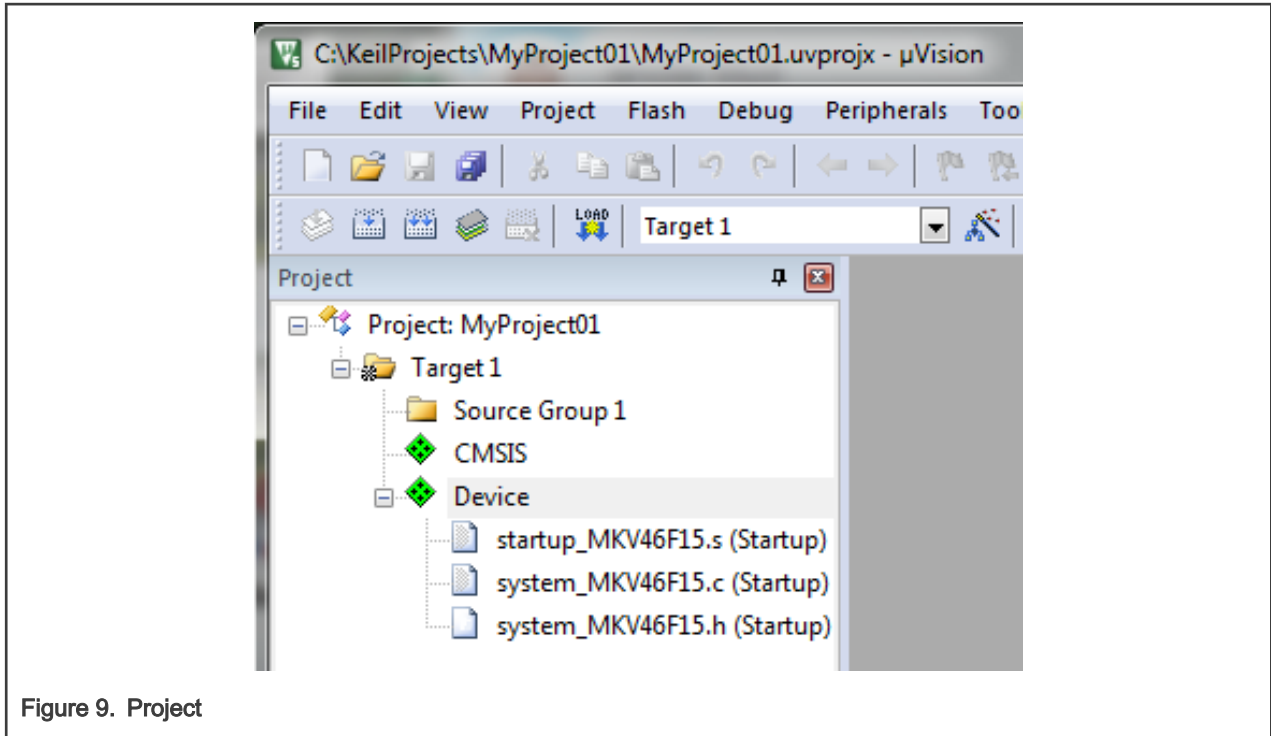 C:\KeilProjects\MyProject01\MyProject01.uvprojx - µVision
File Edit View Project Flash Debug Peripherals Too
LOAD
Target 1
Project
Project: MyProject01
Target 1
Source Group 1
CMSIS
Device
startup_MKV46F15.s (Startup)
system_MKV46F15.c (Startup)
system_MKV46F15.h (Startup)
Figure 9. Project